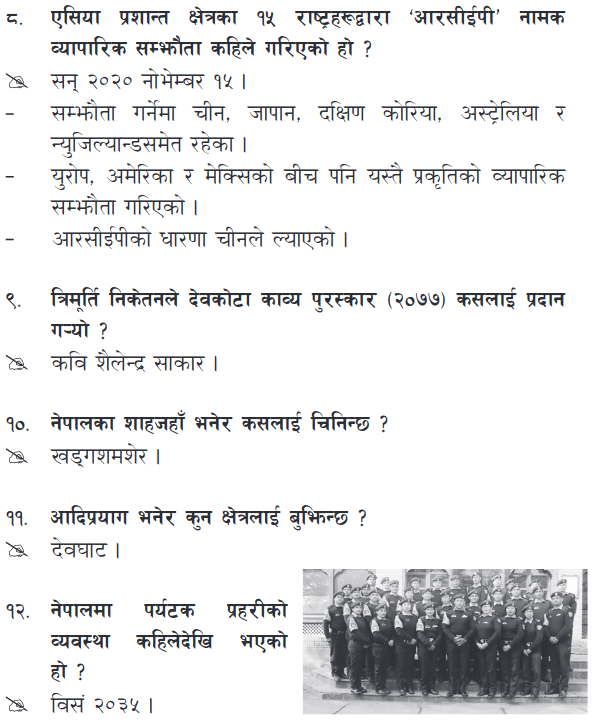 ८. एसिया प्रशान्त क्षेत्रका १५ राष्ट्रहरूद्वारा ‘आरसीईपी’ नामक
व्यापारिक सम्झौता कहिले गरिएको हो ?
सन् २०२० नोभेम्बर १५ ।
– सम्झौता गर्नेमा चीन, जापान, दक्षिण कोरिया, अस्ट्रेलिया र
न्युजिल्यान्डसमेत रहेका ।
– युरोप, अमेरिका र मेक्सिको बीच पनि यस्तै प्रकृतिको व्यापारिक
सम्झौता गरिएको ।
– आरसीईपीको धारणा चीनले ल्याएको ।
९. त्रिमूर्ति निकेतनले देवकोटा काव्य पुरस्कार (२०७७) कसलाई प्रदान
गऱ्यो ?
कवि शैलेन्द्र साकार ।
१०. नेपालका शाहजहाँ भनेर कसलाई चिनिन्छ ?
खड्गशमशेर ।
११. आदिप्रयाग भनेर कुन क्षेत्रलाई बुझिन्छ ?
देवघाट ।
१२. नेपालमा पर्यटक प्रहरीको
व्यवस्था कहिलेदेखि भएको
हो ?
विसं २०३५ ।